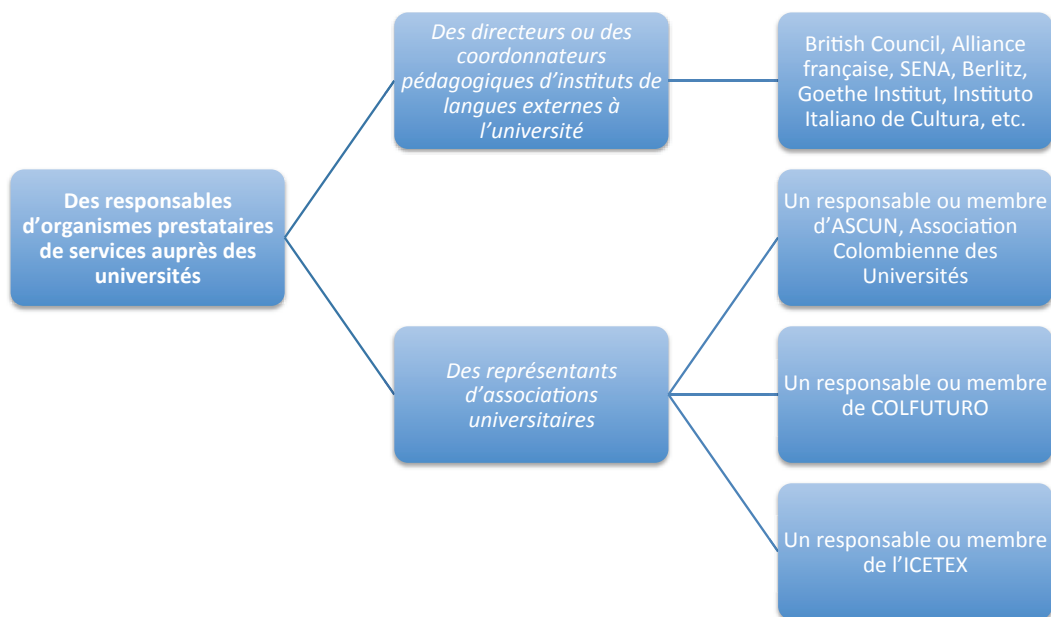 Des responsables
d’organismes prestataires
de services auprès des
universités
Des directeurs ou des
coordonnateurs
pédagogiques d’instituts de
langues externes à
l’université
British Council, Alliance
française, SENA, Berlitz,
Goethe Institut, Instituto
Italiano de Cultura, etc.
Des représentants
d’associations
universitaires
Un responsable ou membre
d’ASCUN, Association
Colombienne des
Universités
Un responsable ou membre
de COLFUTURO
Un responsable ou membre
de l’ICETEX